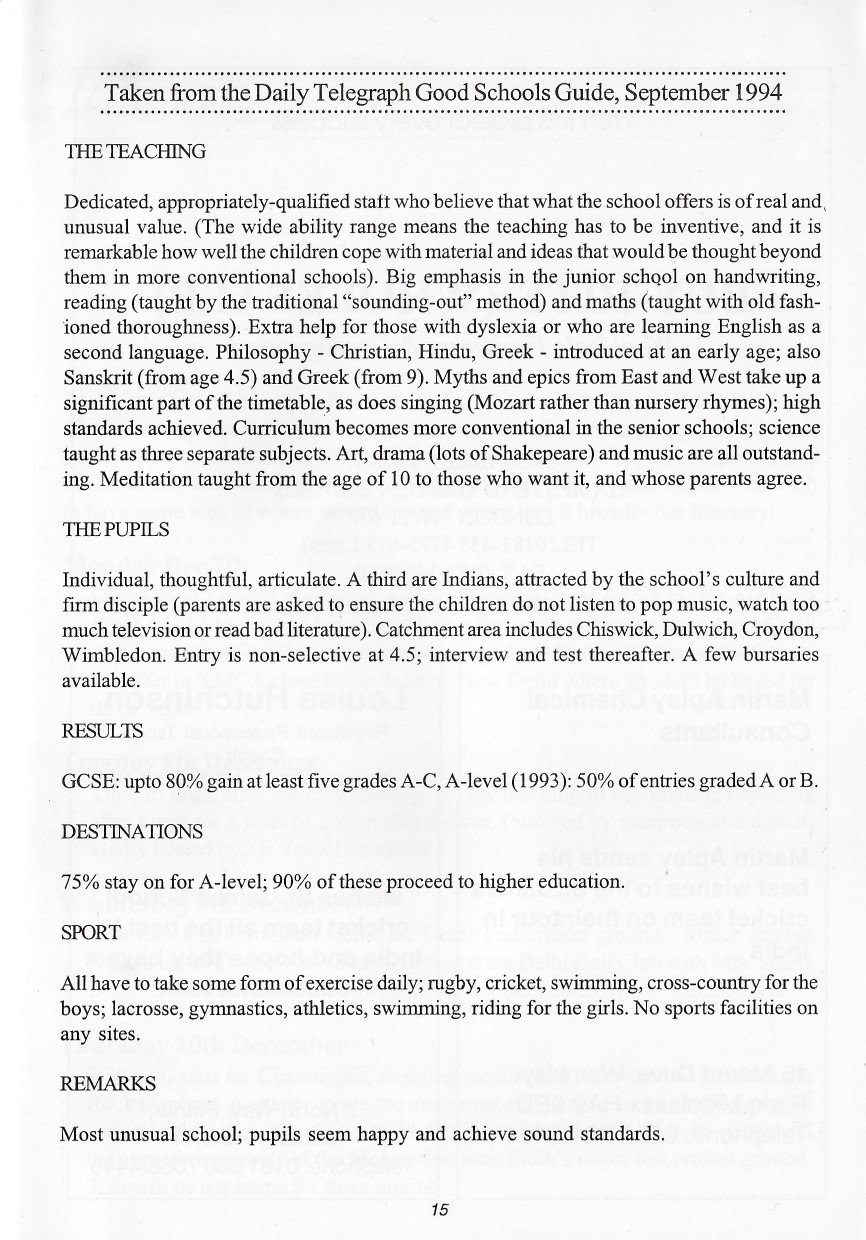 Taken from the Daily Telegraph Good Schools Guide, September 1994
THE TEACHING
Dedicated, appropriately-qualified staff who believe that what the school offers is of real and
unusual value. (The wide ability range means the teaching has to be inventive, and it is
remarkable how well the children cope with material and ideas that would be thought beyond
them in more conventional schools). Big emphasis in the junior school on handwriting,
reading (taught by the traditional “sounding-out” method) and maths (taught with old fash-
ioned thoroughness). Extra help for those with dyslexia or who are learning English as a
second language. Philosophy - Christian, Hindu, Greek - introduced at an early age; also
Sanskrit (from age 4.5) and Greek (from 9). Myths and epics from East and West take up a
significant part of the timetable, as does singing (Mozart rather than nursery rhymes); high
standards achieved. Curriculum becomes more conventional in the senior schools; science
taught as three separate subjects. Art, drama (lots of Shakepeare) and music are all outstand-
ing. Meditation taught from the age of 10 to those who want it, and whose parents agree.
THE PUPILS
Individual, thoughtful, articulate. A third are Indians, attracted by the school’s culture and
firm disciple (parents are asked to ensure the children do not listen to pop music, watch too
much television or read bad literature). Catchment area includes Chiswick, Dulwich, Croydon,
Wimbledon. Entry is non-selective at 4.5; interview and test thereafter. A few bursaries
available.
RESULTS
GCSE: upto 80% gain at least five grades A-C, A-level (1993): 50% of entries graded A or B.
DESTINATIONS
75% stay on for A-level; 90% of these proceed to higher education.
SPORT
All have to take some form of exercise daily; rugby, cricket, swimming, cross-country for the
boys; lacrosse, gymnastics, athletics, swimming, riding for the girls. No sports facilities on
any sites.
REMARKS
Most unusual school; pupils seem happy and achieve sound standards.
15